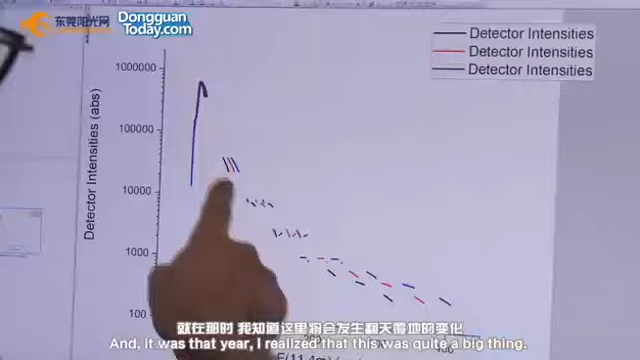 东莞阳光网
Dongguan
Today.com
Detector Intensities
Detector Intensities
Detector Intensities
Detector Intensities (abs)
1000000
100000
10000
1000
100
就在那时 我知道这里将会发生翻天覆地的变化
And, it was that year, I realized that this was quite a big thing.